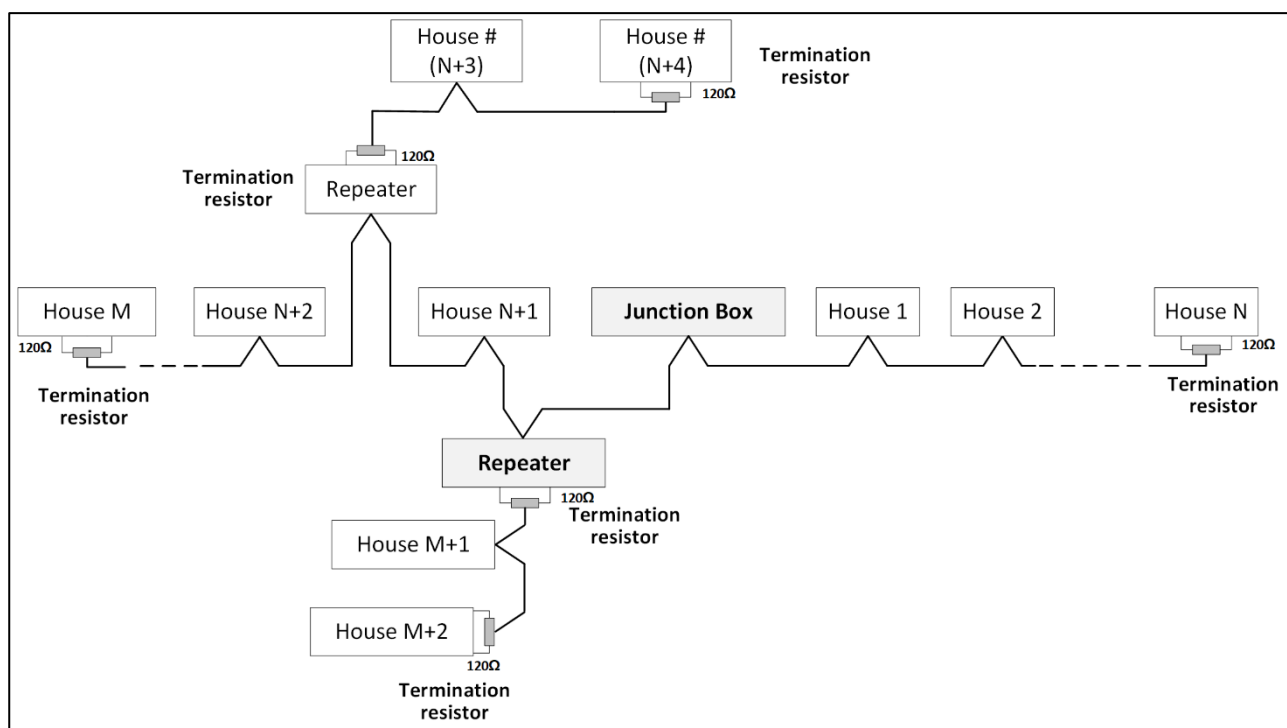 House #
(N+3)
House #
(N+4)
Termination
resistor
120Ω
120Ω
Termination
resistor
Repeater
House M
House N+2
House N+1
Junction Box
House 1
House 2
House N
120Ω
120Ω
Termination
resistor
Termination
resistor
Repeater
120Ω
Termination
resistor
House M+1
House M+2
120Ω
Termination
resistor